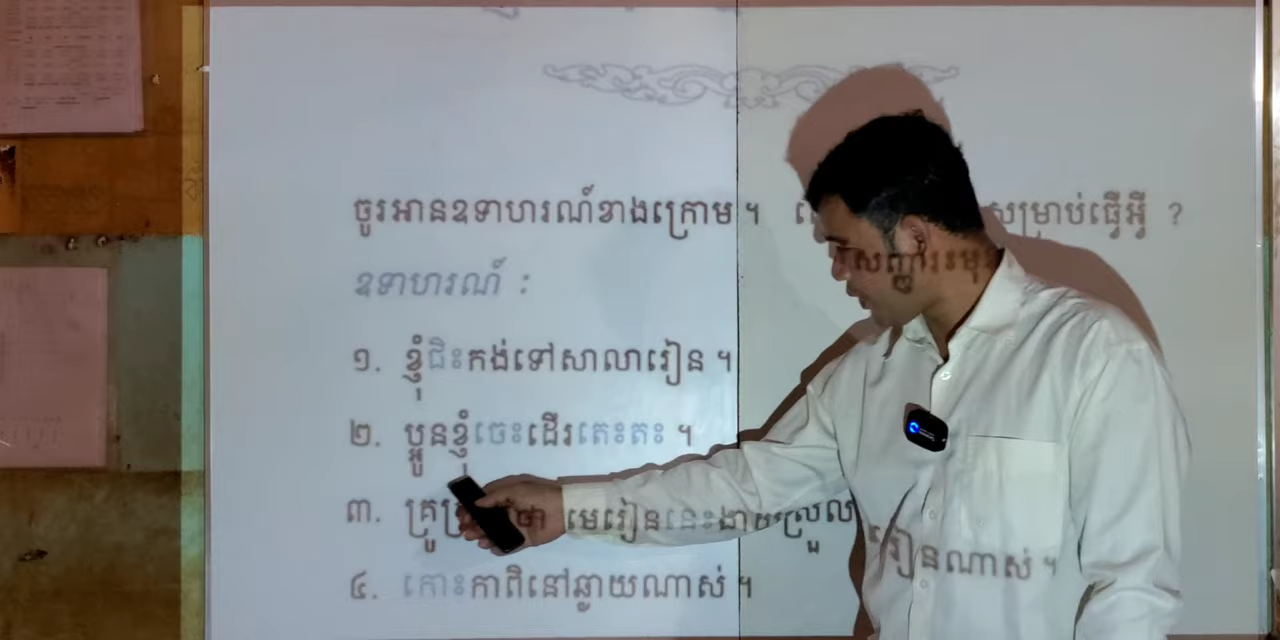 ចូរអានឧទាហរណ៍ខាងក្រោម ។ សម្រាប់ធ្វើអ្វី ?
ឧទាហរណ៍ :
១. ខ្ញុំជិះកង់ទៅសាលារៀន ។
២. ប្អូនខ្ញុំចេះដើរតេះតះ ។
៣. គ្រូ ថា មេរៀននេះងាយស្រួល រៀនណាស់ ។
៤. កោះកាពិនៅឆ្ងាយណាស់ ។